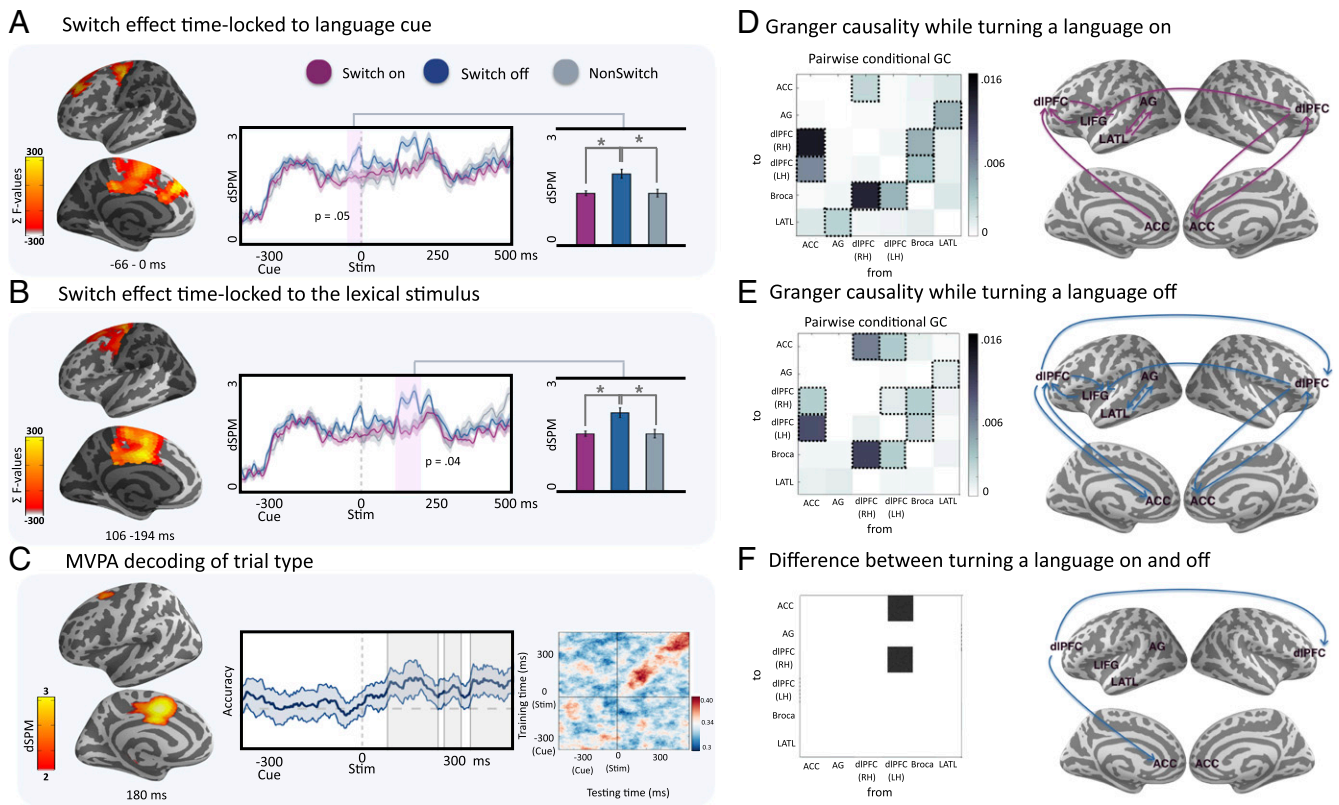 A Switch effect time-locked to language cue
Switch on Switch off NonSwitch
300
Σ F-values
-300
-66 - 0 ms
3
dSPM
0
p = .05
-300 0 250 500 ms
Cue Stim
3
dSPM
0
* *
B Switch effect time-locked to the lexical stimulus
300
Σ F-values
-300
106 -194 ms
3
dSPM
0
p = .04
-300 0 250 500 ms
Cue Stim
3
dSPM
0
* *
C MVPA decoding of trial type
3
dSPM
2
180 ms
Accuracy
-300 0 300 ms
Cue Stim
Training time (ms)
300
0
(Stim)
-300
(Cue)
-300 0 300
(Cue) (Stim)
Testing time (ms)
0.40
0.34
0.3
D Granger causality while turning a language on
Pairwise conditional GC
to
ACC
AG
dlPFC
(RH)
dlPFC
(LH)
Broca
LATL
ACC AG dlPFC dlPFC Broca LATL
(RH) (LH)
from
.016
.006
0
dlPFC AG dlPFC
LIFG
LATL
ACC ACC
E Granger causality while turning a language off
Pairwise conditional GC
to
ACC
AG
dlPFC
(RH)
dlPFC
(LH)
Broca
LATL
ACC AG dlPFC dlPFC Broca LATL
(RH) (LH)
from
.016
.006
0
dlPFC AG dlPFC
LIFG
LATL
ACC ACC
F Difference between turning a language on and off
to
ACC
AG
dlPFC
(RH)
dlPFC
(LH)
Broca
LATL
ACC AG dlPFC dlPFC Broca LATL
(RH) (LH)
from
dlPFC AG dlPFC
LIFG
LATL
ACC ACC